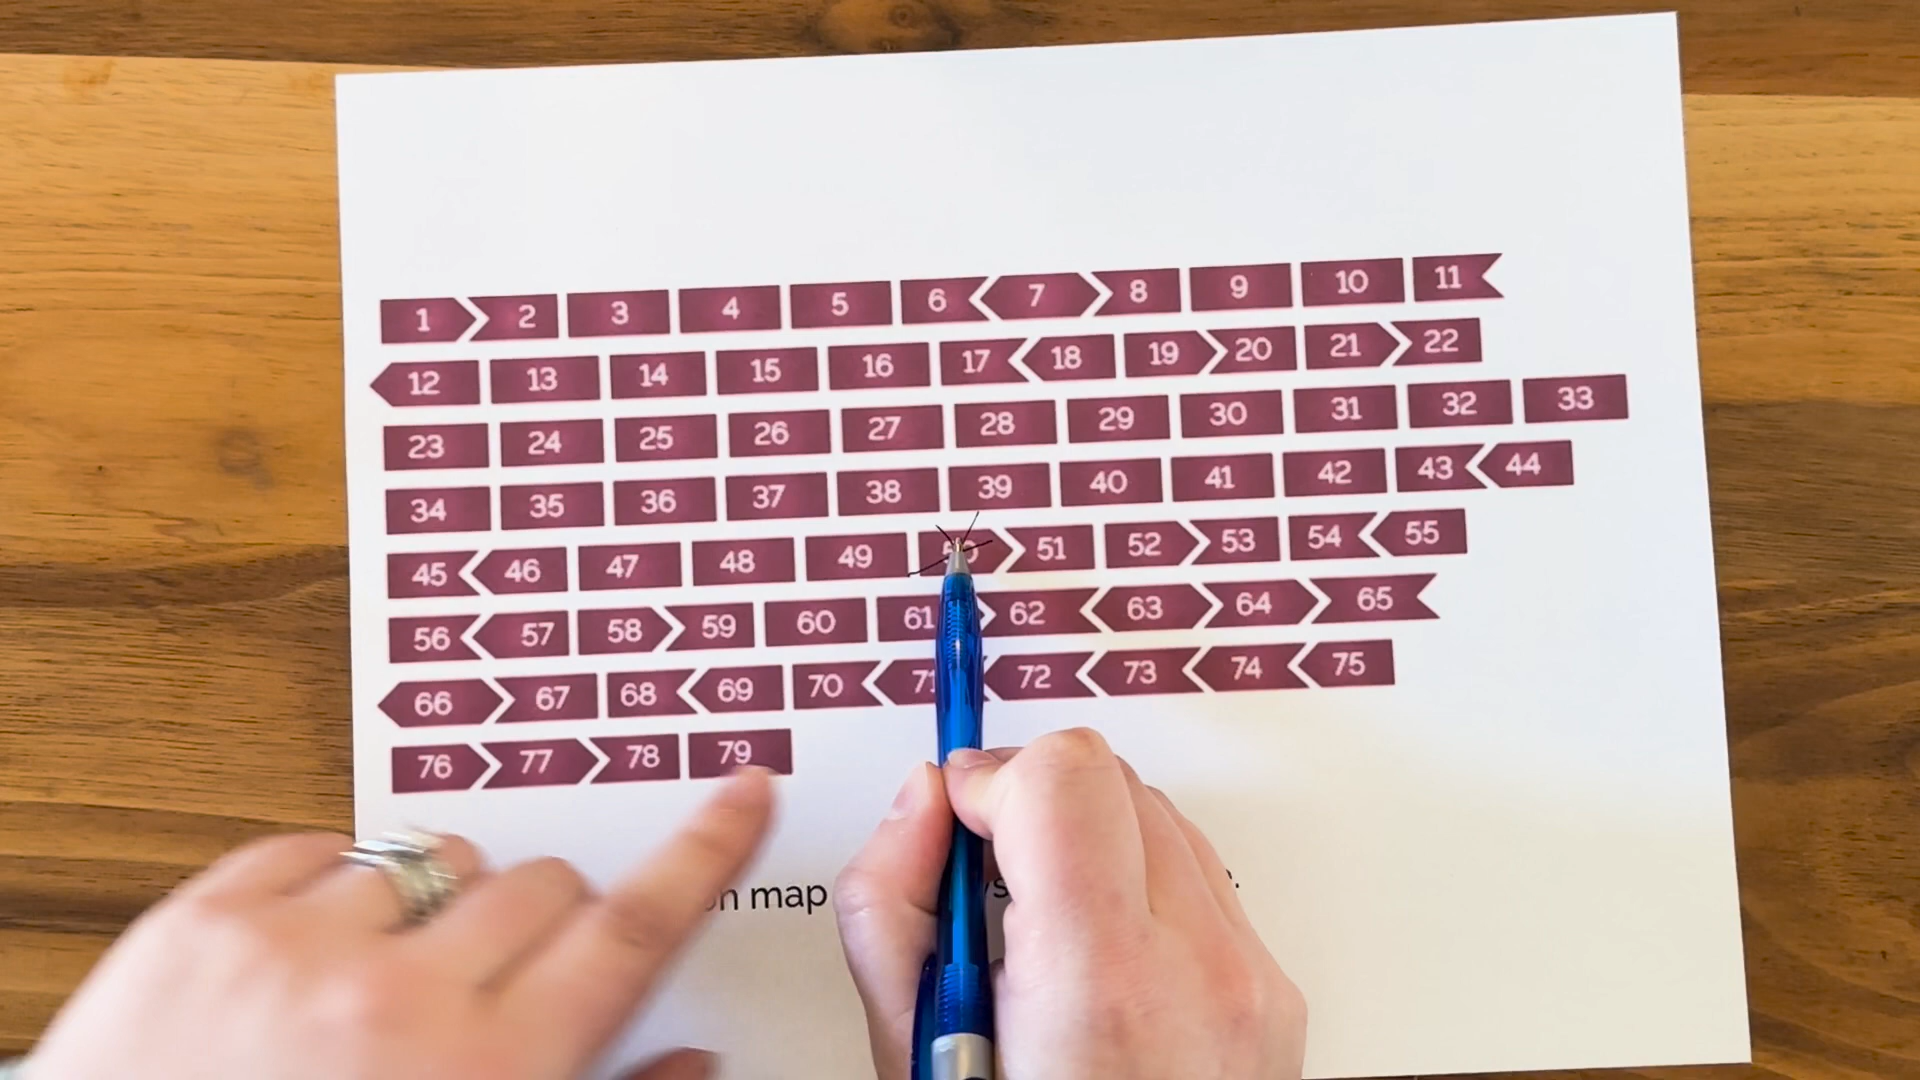 1 2 3 4 5 6 7 8 9 10 11
12 13 14 15 16 17 18 19 20 21 22
23 24 25 26 27 28 29 30 31 32 33
34 35 36 37 38 39 40 41 42 43 44
45 46 47 48 49 51 52 53 54 55
56 57 58 59 60 61 62 63 64 65
66 67 68 69 70 71 72 73 74 75
76 77 78 79
map